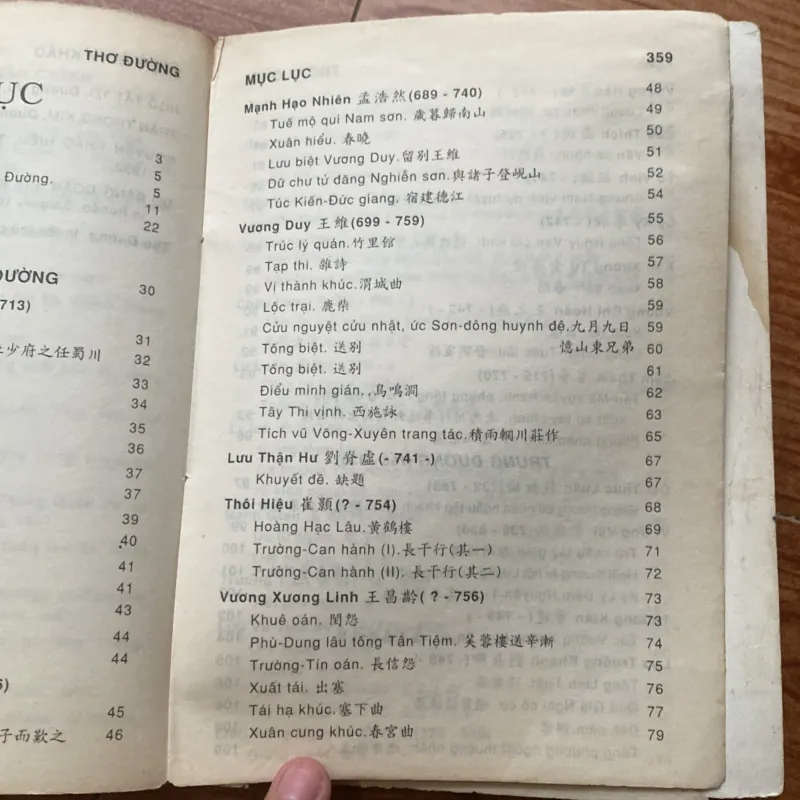 THƠ ĐƯỜNG
ỤC
3
5
Đường. 5
11
22
ĐƯỜNG
30
713)
31
少府之任蜀川 32
33
34
35
36
37
37
39
40
41
41
43
44
44
45
子而歎之 46
MỤC LỤC 359
Mạnh Hạo Nhiên 孟浩然(689 - 740) 48
Tuế mộ qui Nam sơn. 歲暮歸南山 49
Xuân hiểu. 春曉 50
Lưu biệt Vương Duy.留別王維 51
Dữ chư tử đăng Nghiễn sơn.與諸子登峴山 52
Túc Kiến-Đức giang. 宿建德江 54
Vương Duy 王維(699 - 759) 55
Trúc lý quán.竹里館 56
Tạp thi. 雜詩 57
Vị thành khúc.渭城曲 58
Lộc trại. 鹿柴 59
Cửu nguyệt cửu nhật, ức Sơn-đông huynh đệ.九月九日 59
憶山東兄弟
Tống biệt. 送別 60
Tống biệt. 送別 61
Điểu minh gián,.鳥鳴澗 62
Tây Thi vịnh. 西施詠 63
Tích vũ Võng-Xuyên trang tác.積雨輞川莊作 65
Lưu Thận Hư 劉脊虛(- 741 -) 67
Khuyết đề. 缺題 67
Thôi Hiệu 崔顥(? - 754) 68
Hoàng Hạc Lâu.黄鶴樓 69
Trường-Can hành (I).長干行(其一) 71
Trường-Can hành (II). 長干行(其二) 72
Vương Xương Linh 王昌齡( ? - 756) 73
Khuê oán. 閨怨 73
Phù-Dung lâu tống Tân Tiệm. 芙蓉樓送辛漸 74
Trường-Tín oán. 長信怨 75
Xuất tái. 出塞 76
Tái hạ khúc.塞下曲 77
Xuân cung khúc.春宮曲 79